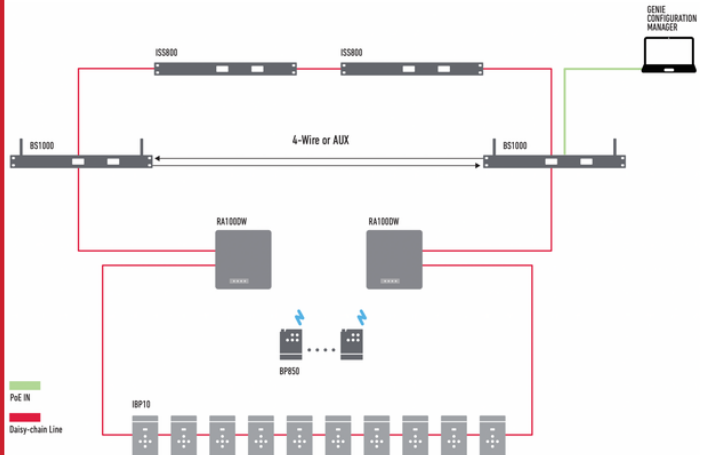 GENIE
CONFIGURATION
MANAGER
ISS800
ISS800
BS1000
4-Wire or AUX
BS1000
RA100DW
RA100DW
BP850
PoE IN
IBP10
Daisy-chain Line